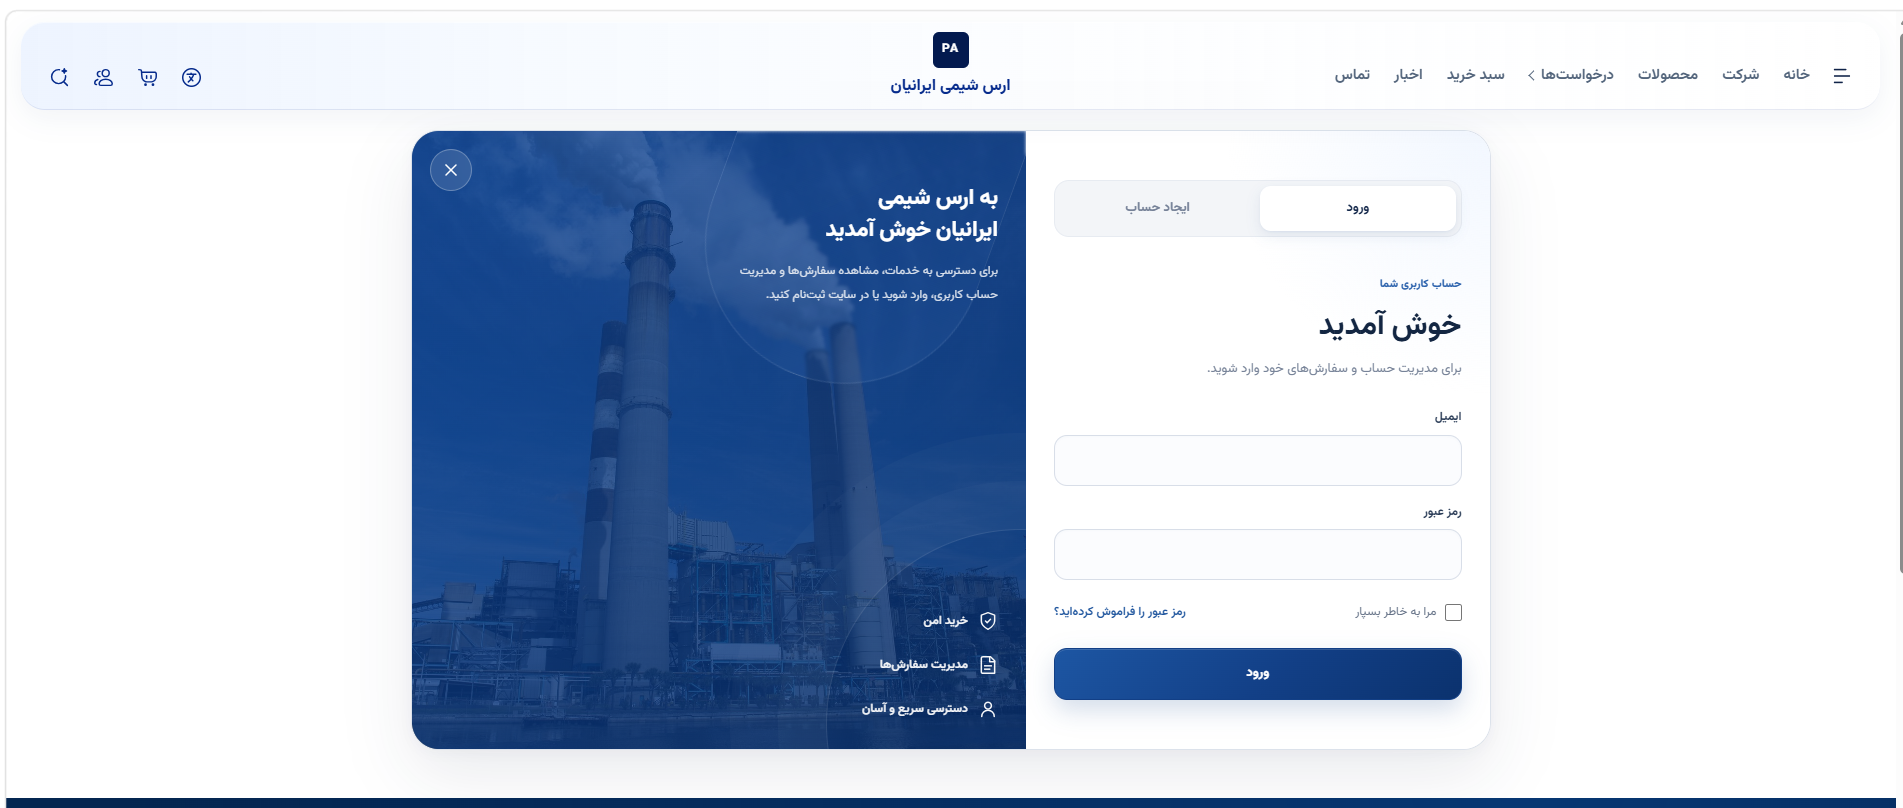 PA
ارس شیمی ایرانیان
خانه
شرکت
محصولات
درخواست‌ها
سبد خرید
اخبار
تماس
ورود
ایجاد حساب
حساب کاربری شما
خوش آمدید
برای مدیریت حساب و سفارش‌های خود وارد شوید.
ایمیل
رمز عبور
مرا به خاطر بسپار
رمز عبور را فراموش کرده‌اید؟
ورود
به ارس شیمی
ایرانیان خوش آمدید
برای دسترسی به خدمات، مشاهده سفارش‌ها و مدیریت
حساب کاربری، وارد شوید یا در سایت ثبت‌نام کنید.
خرید امن
مدیریت سفارش‌ها
دسترسی سریع و آسان